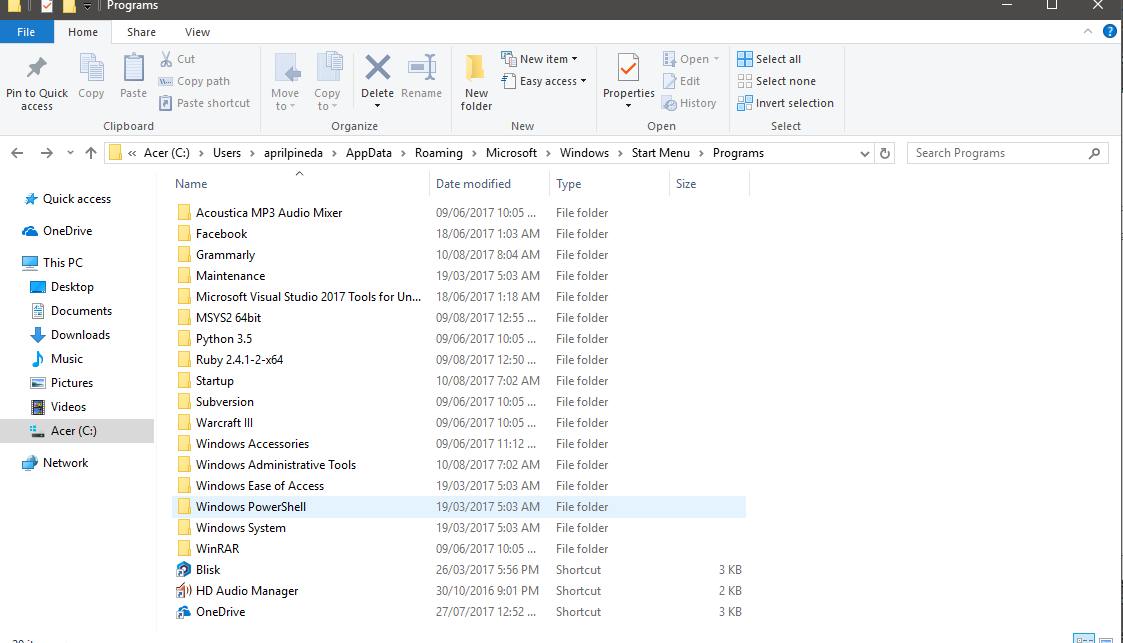 Programs
File Home Share View
Pin to Quick access
Copy
Paste
Cut
Copy path
Paste shortcut
Clipboard
Move to
Copy to
Delete
Rename
Organize
New folder
New item
Easy access
New
Properties
Open
Edit
History
Open
Select all
Select none
Invert selection
Select
« Acer (C:) › Users › aprilpineda › AppData › Roaming › Microsoft › Windows › Start Menu › Programs
Search Programs
Quick access
OneDrive
This PC
Desktop
Documents
Downloads
Music
Pictures
Videos
Acer (C:)
Network
Name Date modified Type Size
Acoustica MP3 Audio Mixer 09/06/2017 10:05 ... File folder
Facebook 18/06/2017 1:03 AM File folder
Grammarly 10/08/2017 8:04 AM File folder
Maintenance 19/03/2017 5:03 AM File folder
Microsoft Visual Studio 2017 Tools for Un... 18/06/2017 1:18 AM File folder
MSYS2 64bit 09/08/2017 12:55 ... File folder
Python 3.5 09/06/2017 10:05 ... File folder
Ruby 2.4.1-2-x64 09/08/2017 12:50 ... File folder
Startup 10/08/2017 7:02 AM File folder
Subversion 09/06/2017 10:05 ... File folder
Warcraft III 09/06/2017 10:05 ... File folder
Windows Accessories 09/06/2017 11:12 ... File folder
Windows Administrative Tools 10/08/2017 7:02 AM File folder
Windows Ease of Access 19/03/2017 5:03 AM File folder
Windows PowerShell 19/03/2017 5:03 AM File folder
Windows System 19/03/2017 5:03 AM File folder
WinRAR 09/06/2017 10:05 ... File folder
Blisk 26/03/2017 5:56 PM Shortcut 3 KB
HD Audio Manager 30/10/2016 9:01 PM Shortcut 2 KB
OneDrive 27/07/2017 12:52 ... Shortcut 3 KB